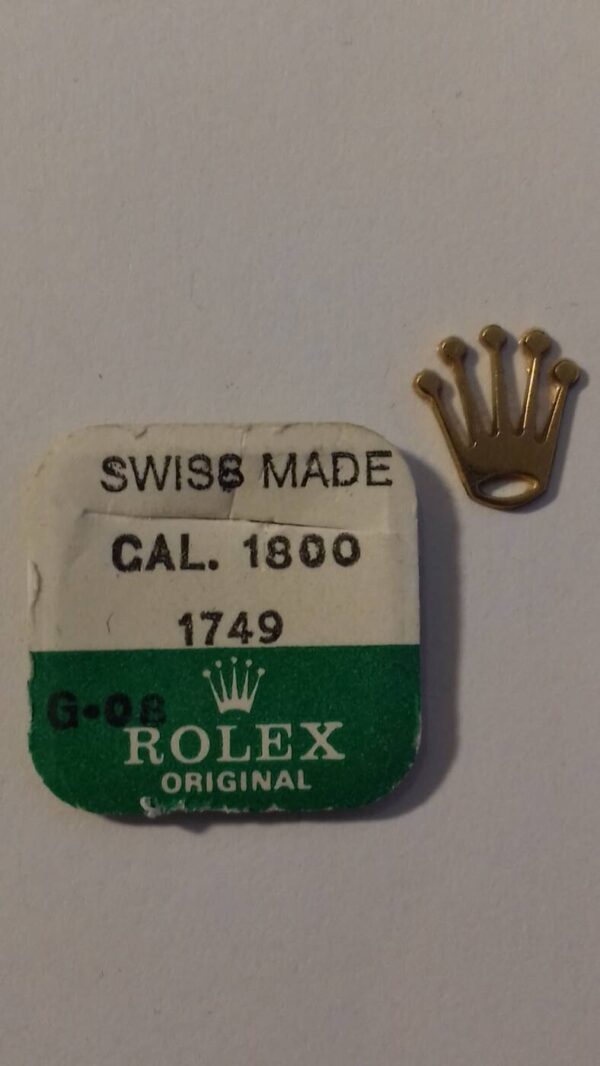 SWISS MADE
CAL. 1800
1749
G-08
ROLEX
ORIGINAL